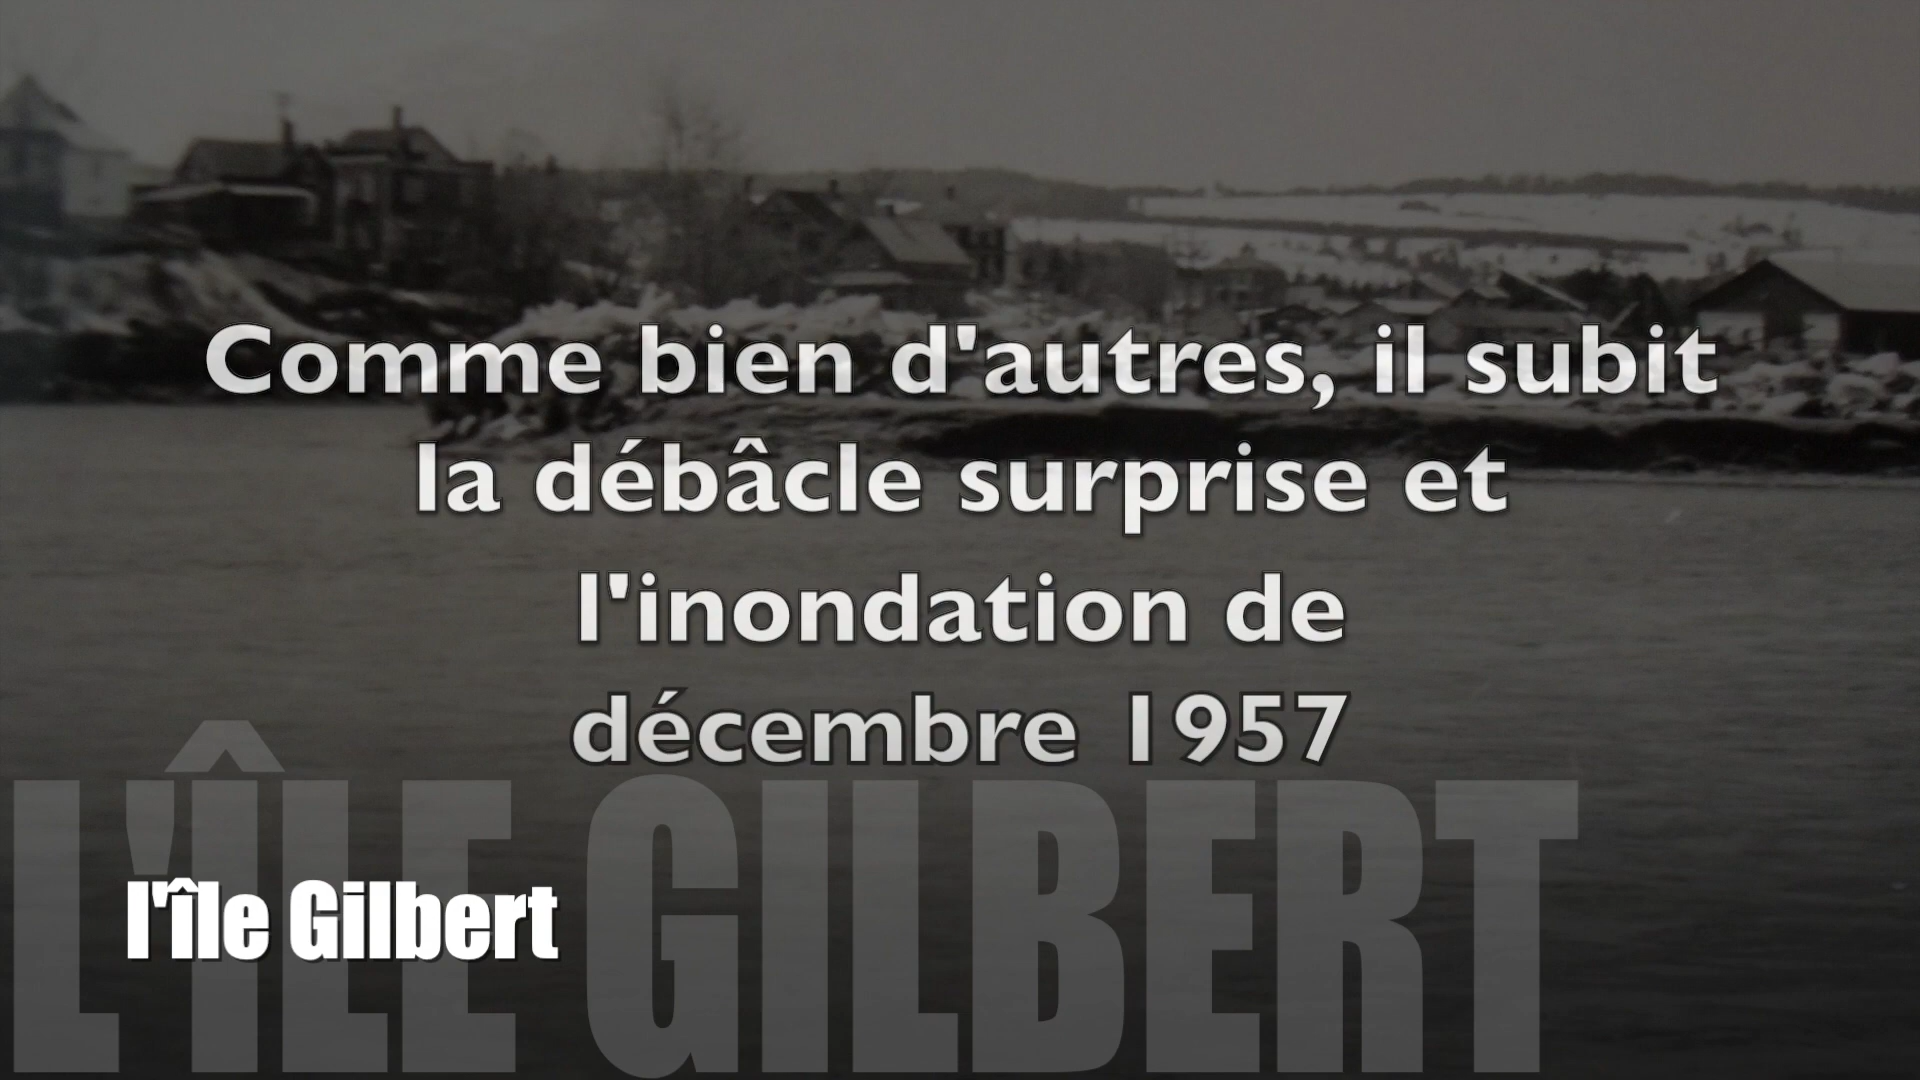 Comme bien d'autres, il subit
la débâcle surprise et
l'inondation de
décembre 1957
L'ÎLE GILBERT
l'île Gilbert